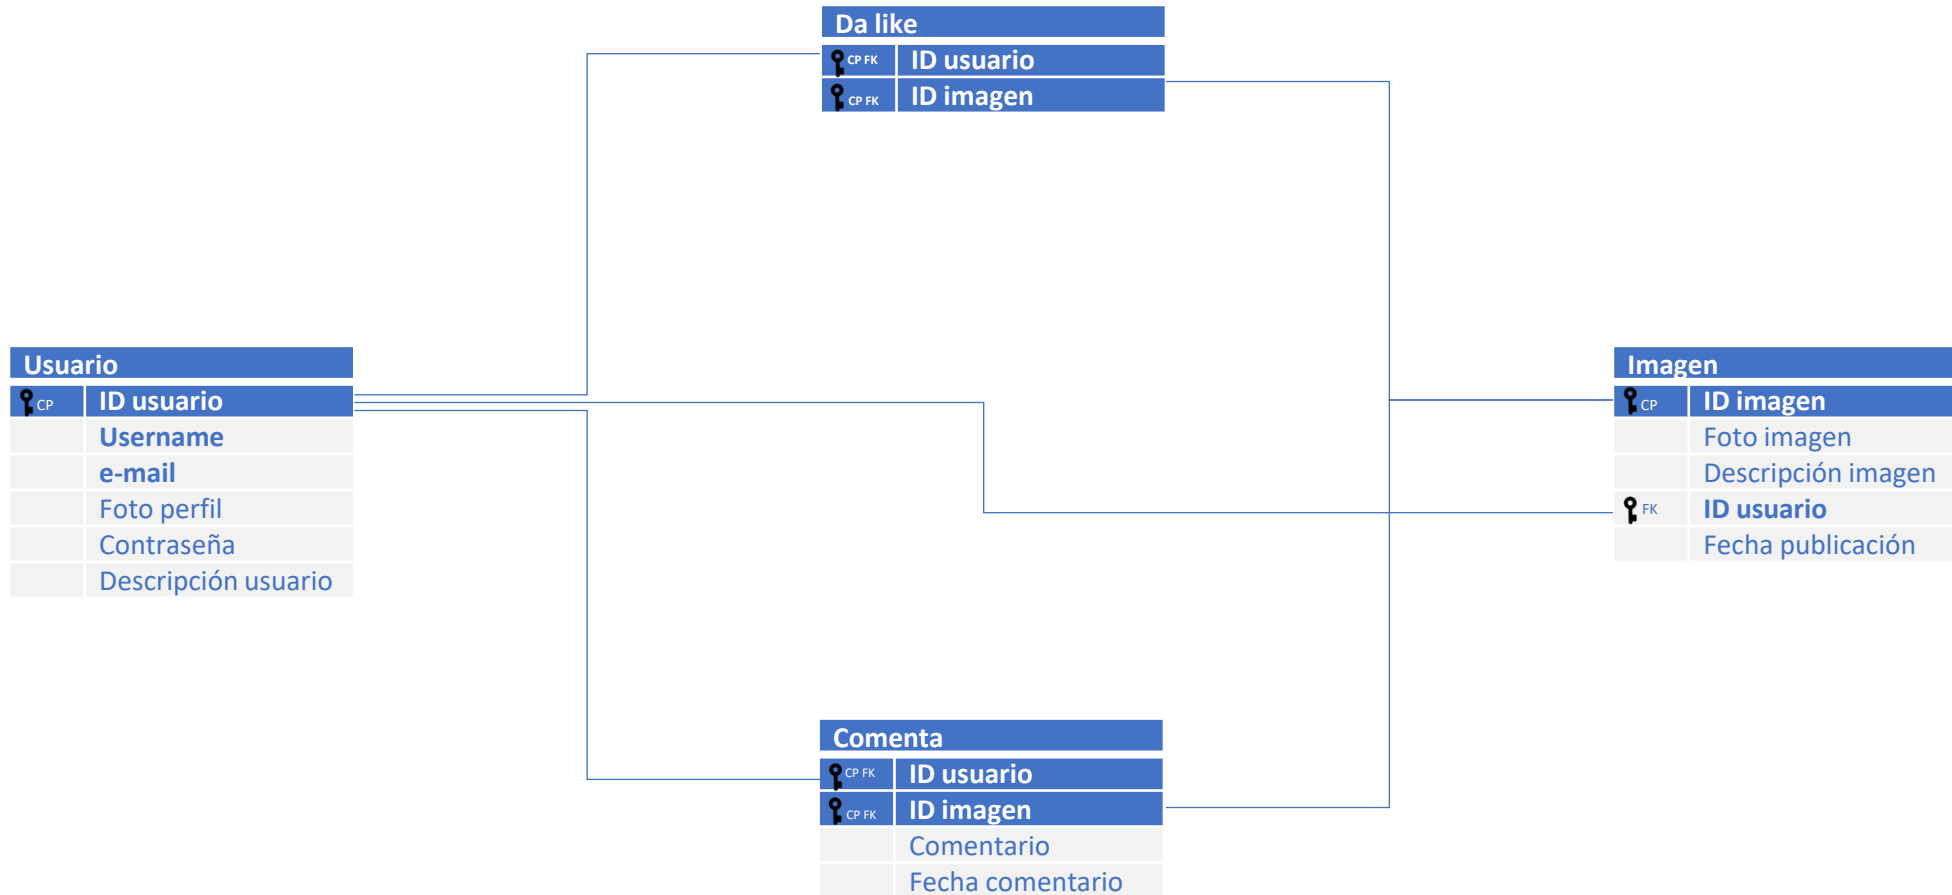 Da like
CP FK ID usuario
CP FK ID imagen
Usuario
CP ID usuario
Username
e-mail
Foto perfil
Contraseña
Descripción usuario
Imagen
CP ID imagen
Foto imagen
Descripción imagen
FK ID usuario
Fecha publicación
Comenta
CP FK ID usuario
CP FK ID imagen
Comentario
Fecha comentario